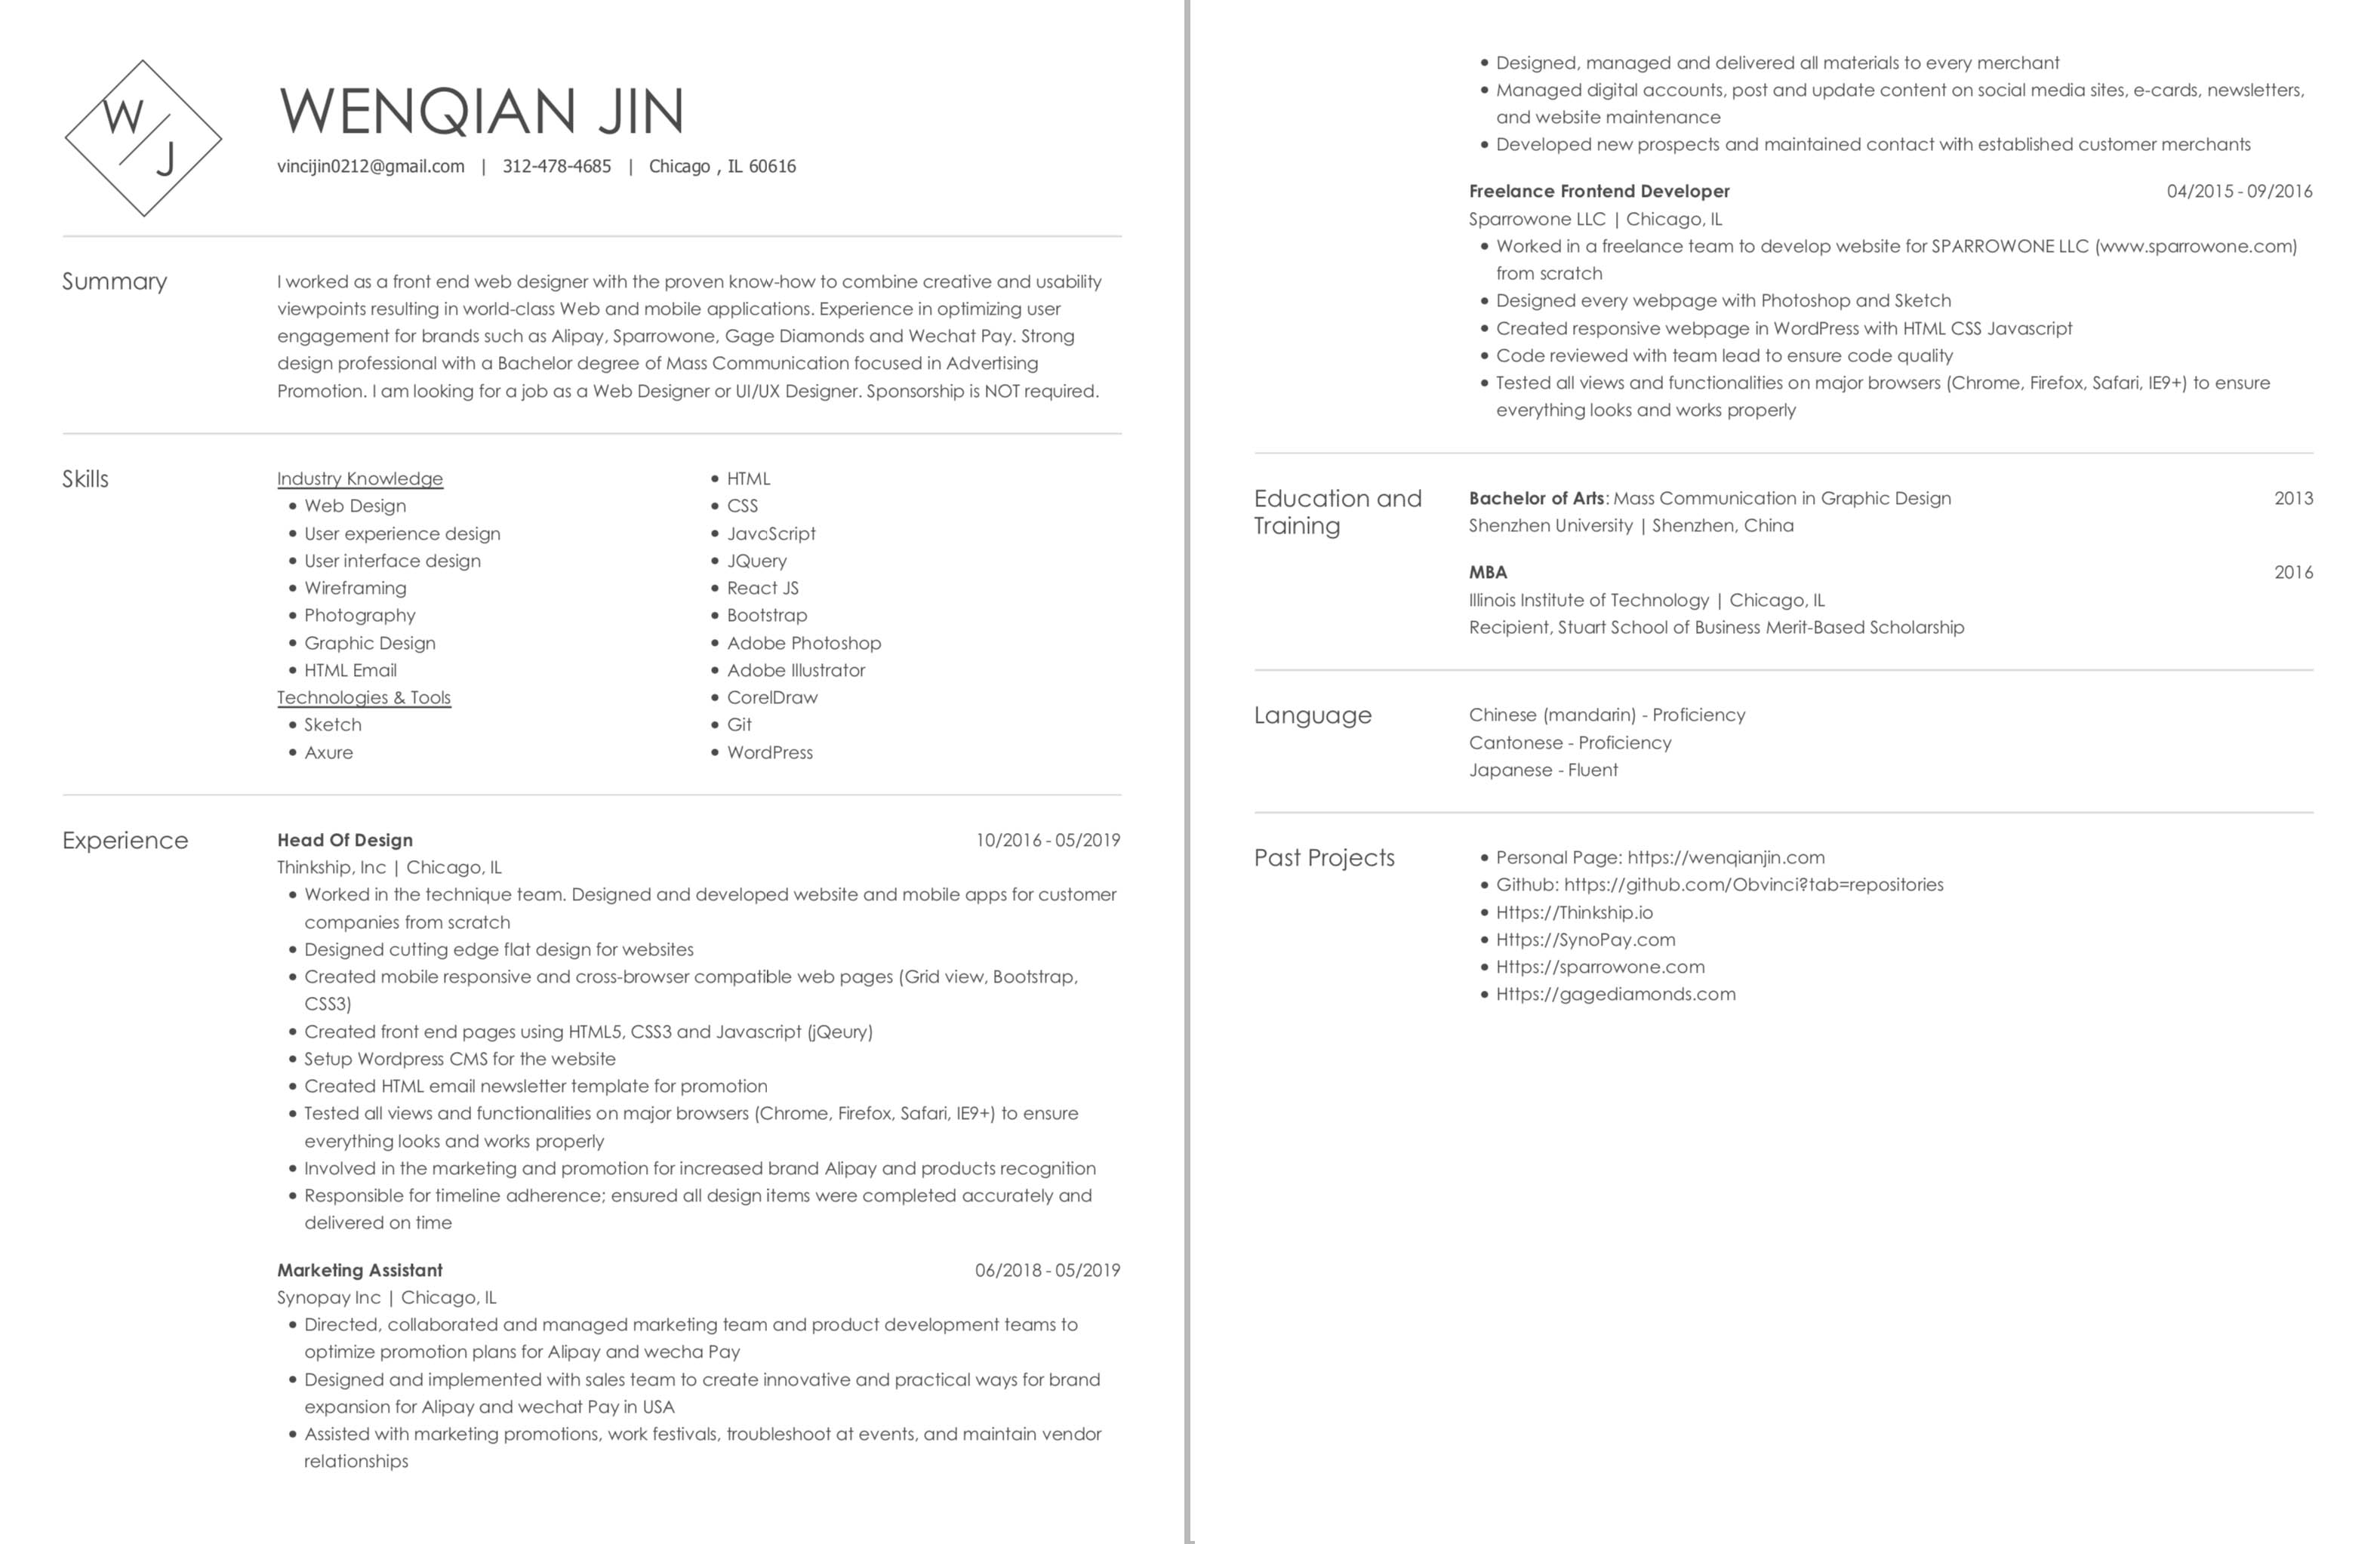 W
J
WENQIAN JIN
vincijin0212@gmail.com | 312-478-4685 | Chicago , IL 60616
Summary
I worked as a front end web designer with the proven know-how to combine creative and usability
viewpoints resulting in world-class Web and mobile applications. Experience in optimizing user
engagement for brands such as Alipay, Sparrowone, Gage Diamonds and Wechat Pay. Strong
design professional with a Bachelor degree of Mass Communication focused in Advertising
Promotion. I am looking for a job as a Web Designer or UI/UX Designer. Sponsorship is NOT required.
Skills
Industry Knowledge
• Web Design
• User experience design
• User interface design
• Wireframing
• Photography
• Graphic Design
• HTML Email
Technologies & Tools
• Sketch
• Axure
• HTML
• CSS
• JavaScript
• JQuery
• React JS
• Bootstrap
• Adobe Photoshop
• Adobe Illustrator
• CorelDraw
• Git
• WordPress
Experience
Head Of Design 10/2016 - 05/2019
Thinkship, Inc | Chicago, IL
• Worked in the technique team. Designed and developed website and mobile apps for customer
companies from scratch
• Designed cutting edge flat design for websites
• Created mobile responsive and cross-browser compatible web pages (Grid view, Bootstrap,
CSS3)
• Created front end pages using HTML5, CSS3 and Javascript (jQeury)
• Setup Wordpress CMS for the website
• Created HTML email newsletter template for promotion
• Tested all views and functionalities on major browsers (Chrome, Firefox, Safari, IE9+) to ensure
everything looks and works properly
• Involved in the marketing and promotion for increased brand Alipay and products recognition
• Responsible for timeline adherence; ensured all design items were completed accurately and
delivered on time
Marketing Assistant 06/2018 - 05/2019
Synopay Inc | Chicago, IL
• Directed, collaborated and managed marketing team and product development teams to
optimize promotion plans for Alipay and wecha Pay
• Designed and implemented with sales team to create innovative and practical ways for brand
expansion for Alipay and wechat Pay in USA
• Assisted with marketing promotions, work festivals, troubleshoot at events, and maintain vendor
relationships
• Designed, managed and delivered all materials to every merchant
• Managed digital accounts, post and update content on social media sites, e-cards, newsletters,
and website maintenance
• Developed new prospects and maintained contact with established customer merchants
Freelance Frontend Developer 04/2015 - 09/2016
Sparrowone LLC | Chicago, IL
• Worked in a freelance team to develop website for SPARROWONE LLC (www.sparrowone.com)
from scratch
• Designed every webpage with Photoshop and Sketch
• Created responsive webpage in WordPress with HTML CSS Javascript
• Code reviewed with team lead to ensure code quality
• Tested all views and functionalities on major browsers (Chrome, Firefox, Safari, IE9+) to ensure
everything looks and works properly
Education and
Training
Bachelor of Arts: Mass Communication in Graphic Design 2013
Shenzhen University | Shenzhen, China
MBA 2016
Illinois Institute of Technology | Chicago, IL
Recipient, Stuart School of Business Merit-Based Scholarship
Language
Chinese (mandarin) - Proficiency
Cantonese - Proficiency
Japanese - Fluent
Past Projects
• Personal Page: https://wenqianjin.com
• Github: https://github.com/Obvinci?tab=repositories
• Https://Thinkship.io
• Https://SynoPay.com
• Https://sparrowone.com
• Https://gagediamonds.com